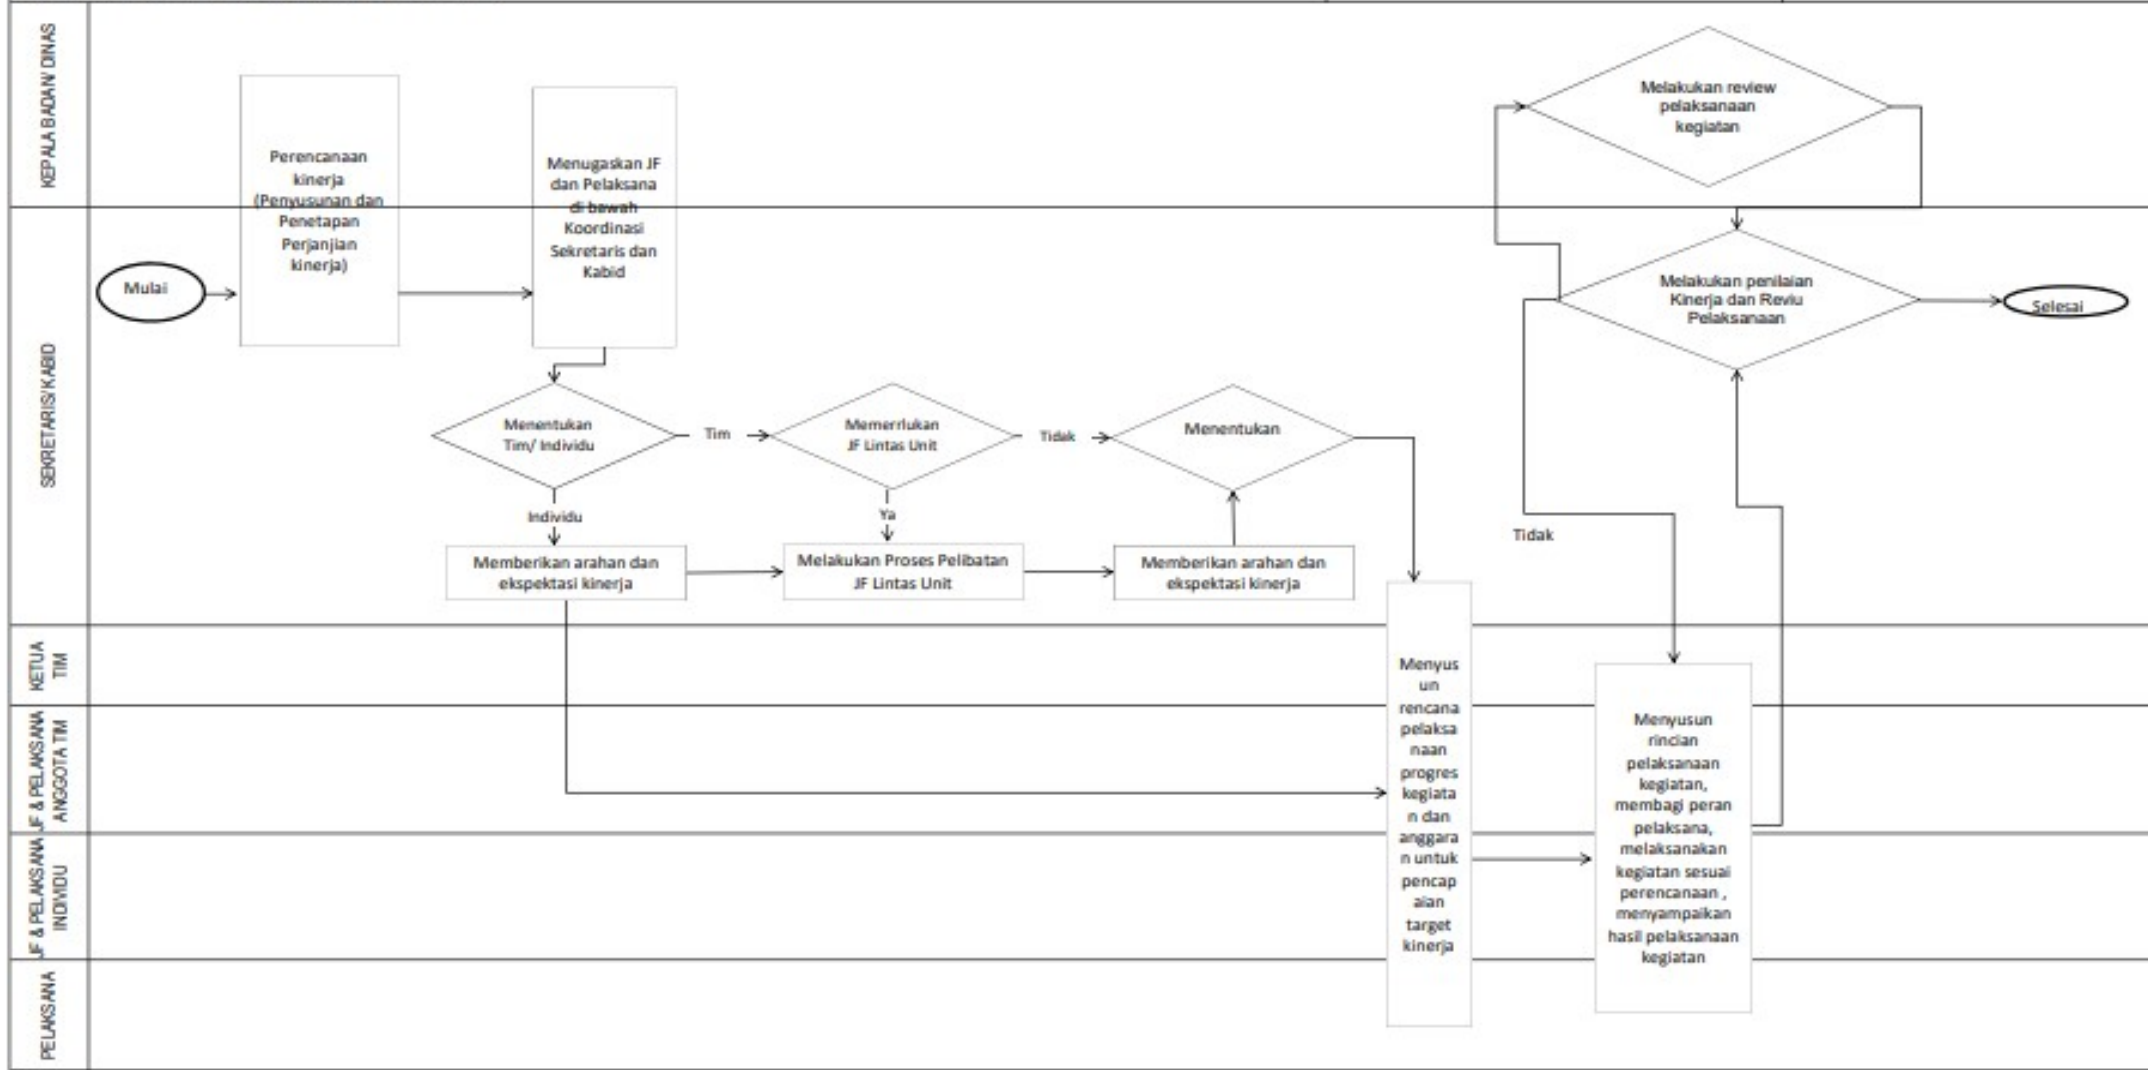 KEPALA BADAN/ DINAS
Perencanaan
kinerja
(Penyusunan dan
Penetapan
Perjanjian
kinerja)
Menugaskan JF
dan Pelaksana
di bawah
Koordinasi
Sekretaris dan
Kabid
Melakukan review
pelaksanaan
kegiatan
SEKRETARIS/KABID
Mulai
Melakukan penilaian
Kinerja dan Reviu
Pelaksanaan
Selesai
Menentukan
Tim/ Individu
Tim
Memerrlukan
JF Lintas Unit
Tidak
Menentukan
Individu
Ya
Tidak
Memberikan arahan dan
ekspektasi kinerja
Melakukan Proses Pelibatan
JF Lintas Unit
Memberikan arahan dan
ekspektasi kinerja
KETUA
TIM
JF & PELAKSANA
ANGGOTA TIM
JF & PELAKSANA
INDIVIDU
PELAKSANA
Menyus
un
rencana
pelaksa
naan
progres
kegiata
n dan
anggara
n untuk
pencap
aian
target
kinerja
Menyusun
rincian
pelaksanaan
kegiatan,
membagi peran
pelaksana,
melaksanakan
kegiatan sesuai
perencanaan ,
menyampaikan
hasil pelaksanaan
kegiatan